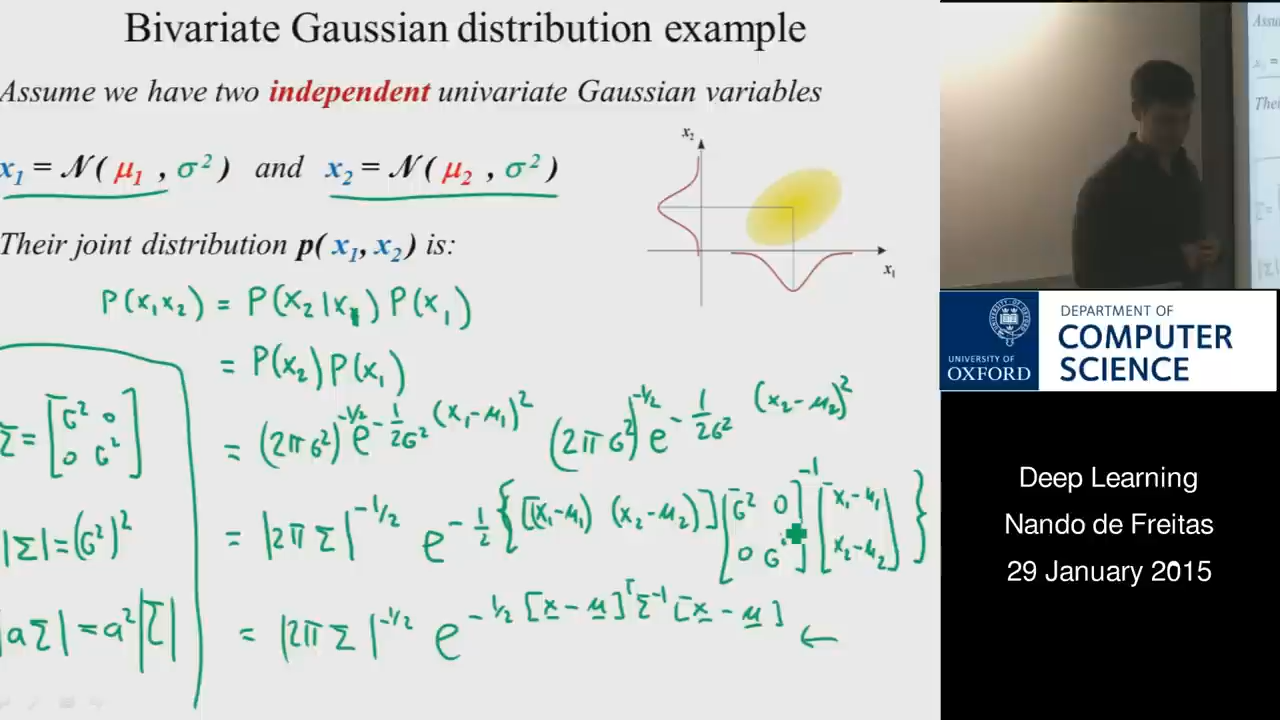 Bivariate Gaussian distribution example
Assume we have two independent univariate Gaussian variables
x₁ = 𝒩( μ₁ , σ² ) and x₂ = 𝒩( μ₂ , σ² )
Their joint distribution p( x₁, x₂ ) is:
x₂
x₁
P(x₁x₂) = P(x₂|x₁)P(x₁)
= P(x₂)P(x₁)
= (2πσ²)^{-1/2} e^{-1/2σ² (x₁-μ₁)²} (2πσ²)^{-1/2} e^{-1/2σ² (x₂-μ₂)²}
= |2πΣ|^{-1/2} e^{-1/2 {[(x₁-μ₁) (x₂-μ₂)] [σ² 0; 0 σ²]^{-1} [x₁-μ₁; x₂-μ₂]}}
= |2πΣ|^{-1/2} e^{-1/2 [x-μ]ᵀ Σ^{-1} [x-μ]} ←
Σ = [σ² 0; 0 σ²]
|Σ| = (σ²)²
|aΣ| = a²|Σ|
UNIVERSITY OF
OXFORD
DEPARTMENT OF
COMPUTER
SCIENCE
Deep Learning
Nando de Freitas
29 January 2015